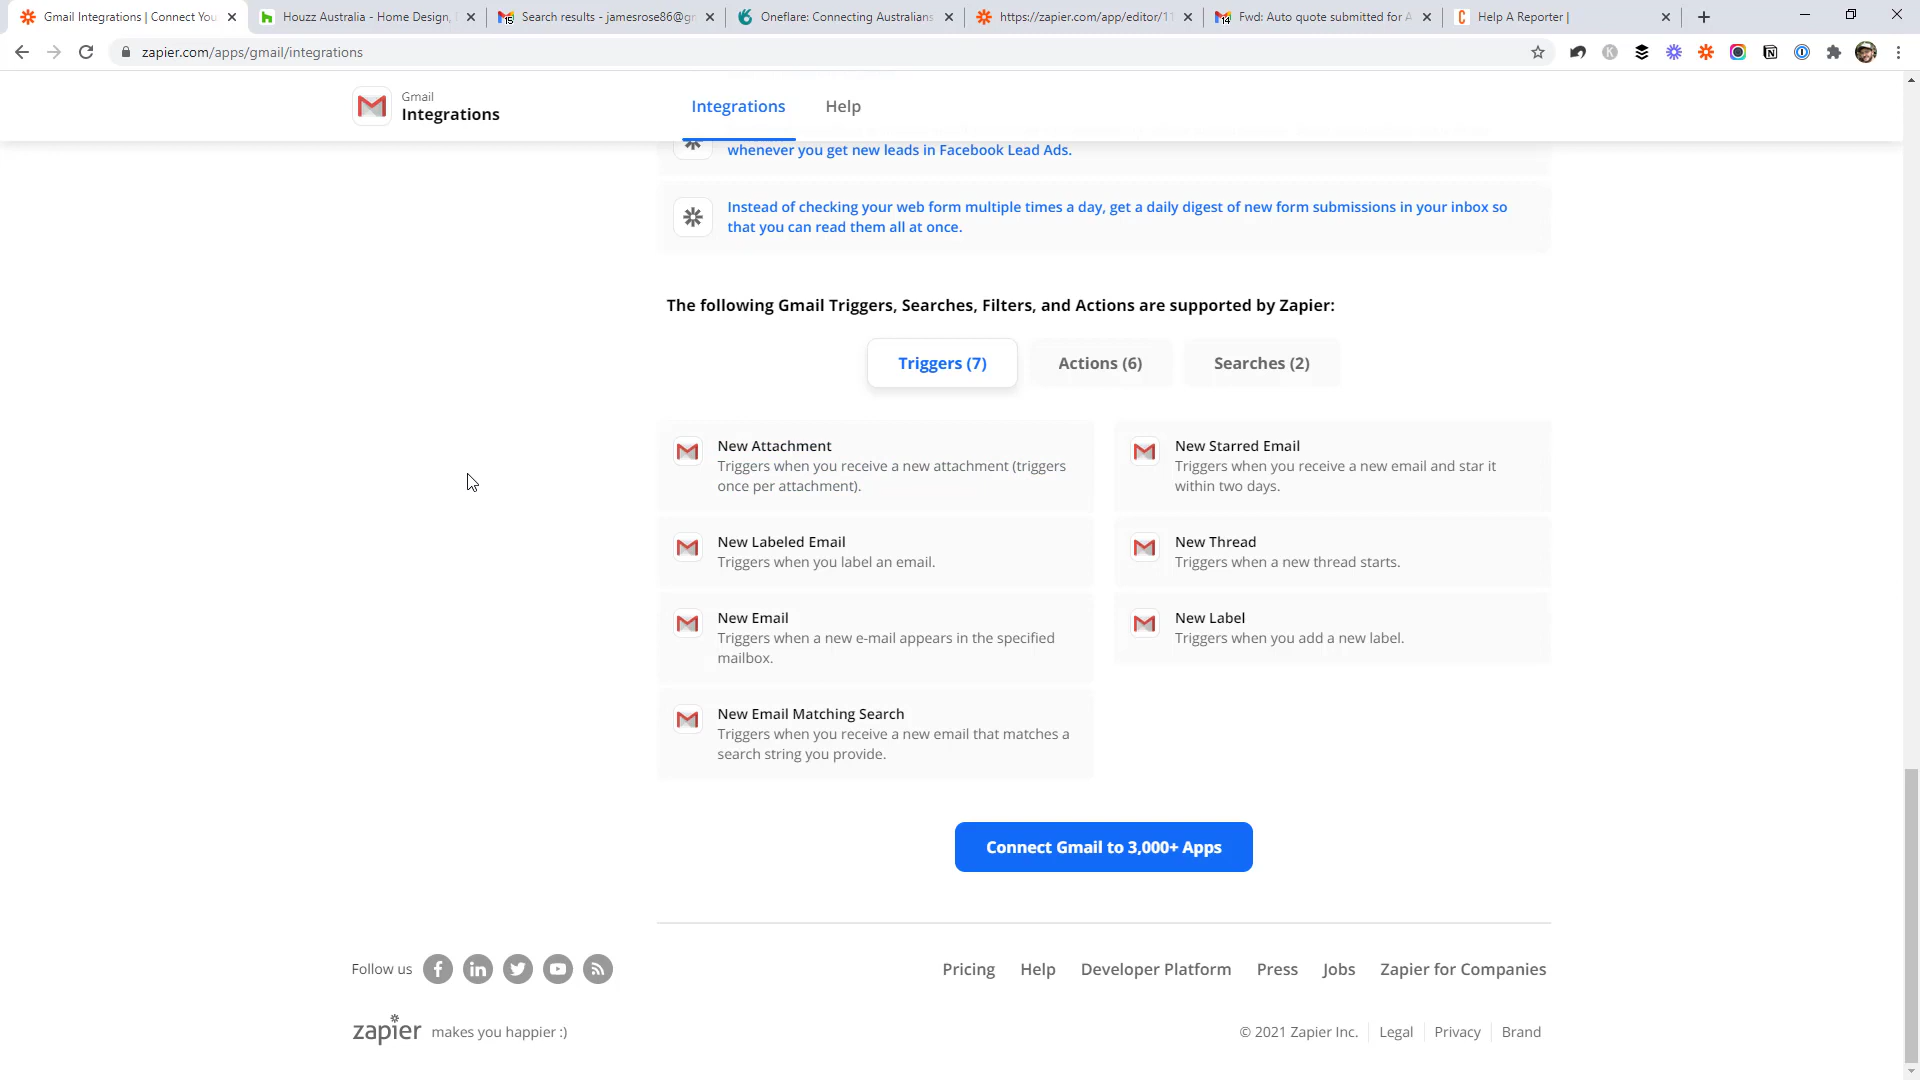 Gmail Integrations | Connect You
Houzz Australia - Home Design,
Search results - jamesrose86@gr
Oneflare: Connecting Australians
https://zapier.com/app/editor/11
Fwd: Auto quote submitted for A
Help A Reporter |
zapier.com/apps/gmail/integrations
Gmail
Integrations
Integrations
Help
whenever you get new leads in Facebook Lead Ads.
Instead of checking your web form multiple times a day, get a daily digest of new form submissions in your inbox so
that you can read them all at once.
The following Gmail Triggers, Searches, Filters, and Actions are supported by Zapier:
Triggers (7)
Actions (6)
Searches (2)
New Attachment
Triggers when you receive a new attachment (triggers
once per attachment).
New Starred Email
Triggers when you receive a new email and star it
within two days.
New Labeled Email
Triggers when you label an email.
New Thread
Triggers when a new thread starts.
New Email
Triggers when a new e-mail appears in the specified
mailbox.
New Label
Triggers when you add a new label.
New Email Matching Search
Triggers when you receive a new email that matches a
search string you provide.
Connect Gmail to 3,000+ Apps
Follow us
Pricing
Help
Developer Platform
Press
Jobs
Zapier for Companies
zapier makes you happier :)
© 2021 Zapier Inc.
Legal
Privacy
Brand